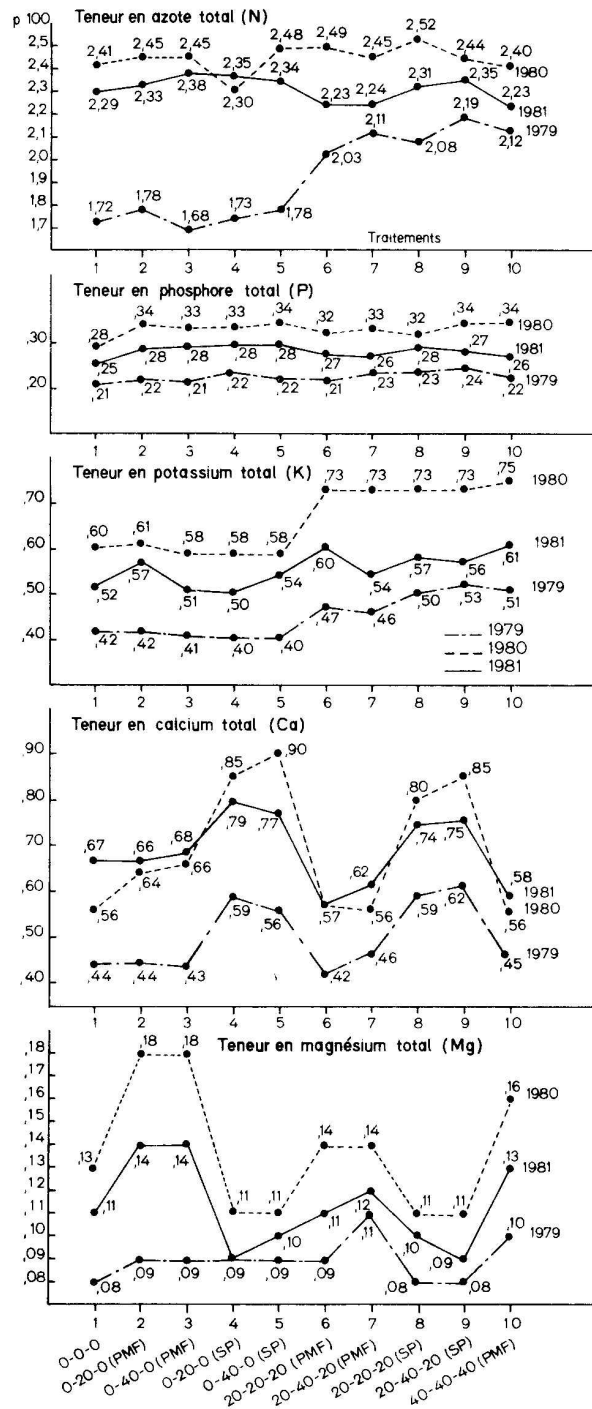 Teneur en azote total (N)
p 100
2,5
2,4
2,3
2,2
2,1
2,0
1,9
1,8
1,7
2,41 2,45 2,45 2,35 2,48 2,49 2,45 2,52 2,44 2,40
1980
2,29 2,33 2,38 2,30 2,34 2,23 2,24 2,31 2,35 2,23
1981
1,72 1,78 1,68 1,73 1,78 2,03 2,11 2,08 2,19 2,12
1979
Traitements
1 2 3 4 5 6 7 8 9 10
Teneur en phosphore total (P)
,30
,20
,28 ,34 ,33 ,33 ,34 ,32 ,33 ,32 ,34 ,34
1980
,25 ,28 ,28 ,28 ,28 ,27 ,26 ,28 ,27 ,26
1981
,21 ,22 ,21 ,22 ,22 ,21 ,23 ,23 ,24 ,22
1979
1 2 3 4 5 6 7 8 9 10
Teneur en potassium total (K)
,70
,60
,50
,40
,60 ,61 ,58 ,58 ,58 ,73 ,73 ,73 ,73 ,75
1980
,52 ,57 ,51 ,50 ,54 ,60 ,54 ,57 ,56 ,61
1981
,42 ,42 ,41 ,40 ,40 ,47 ,46 ,50 ,53 ,51
1979
1979
1980
1981
1 2 3 4 5 6 7 8 9 10
Teneur en calcium total (Ca)
,90
,80
,70
,60
,50
,40
,67 ,66 ,68 ,85 ,90 ,62 ,80 ,85 ,58
,56 ,64 ,66 ,79 ,77 ,57 ,56 ,74 ,75 ,56
1981
1980
,44 ,44 ,43 ,59 ,56 ,42 ,46 ,59 ,62 ,45
1979
1 2 3 4 5 6 7 8 9 10
Teneur en magnésium total (Mg)
,18
,16
,15
,14
,13
,11
,10
,09
,08
,13 ,18 ,18 ,11 ,11 ,14 ,14 ,11 ,11 ,16
1980
,11 ,14 ,14 ,10 ,11 ,12 ,10 ,09 ,13
1981
,08 ,09 ,09 ,09 ,09 ,09 ,11 ,08 ,08 ,10
1979
1 2 3 4 5 6 7 8 9 10
0-0-0
0-20-0 (PMF)
0-40-0 (PMF)
0-20-0 (SP)
0-40-0 (SP)
20-20-20 (PMF)
20-40-20 (PMF)
20-20-20 (SP)
20-40-20 (SP)
40-40-40 (PMF)